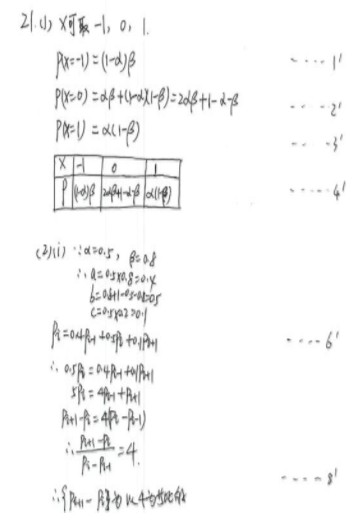 21.(1) X可取 -1, 0, 1.
P(X=-1) = (1-α)β ----- 1'
P(X=0) = αβ+(1-α)(1-β) = 2αβ+1-α-β ----- 2'
P(X=1) = α(1-β) ----- 3'
X -1 0 1
P (1-α)β 2αβ+1-α-β α(1-β) ----- 4'
(2)(i) ∵α=0.5, β=0.8
∴a=0.5×0.8=0.4
b=0.8+1-0.5-0.8=0.5
c=0.5×0.2=0.1
Pi=0.4Pi-1+0.5Pi+0.1Pi+1 ----- 6'
∴0.5Pi=0.4Pi-1+0.1Pi+1
5Pi=4Pi-1+Pi+1
Pi+1-Pi=4(Pi-Pi-1)
∴(Pi+1-Pi)/(Pi-Pi-1)=4.
----- 8'
∴{Pi+1-Pi}为以4为